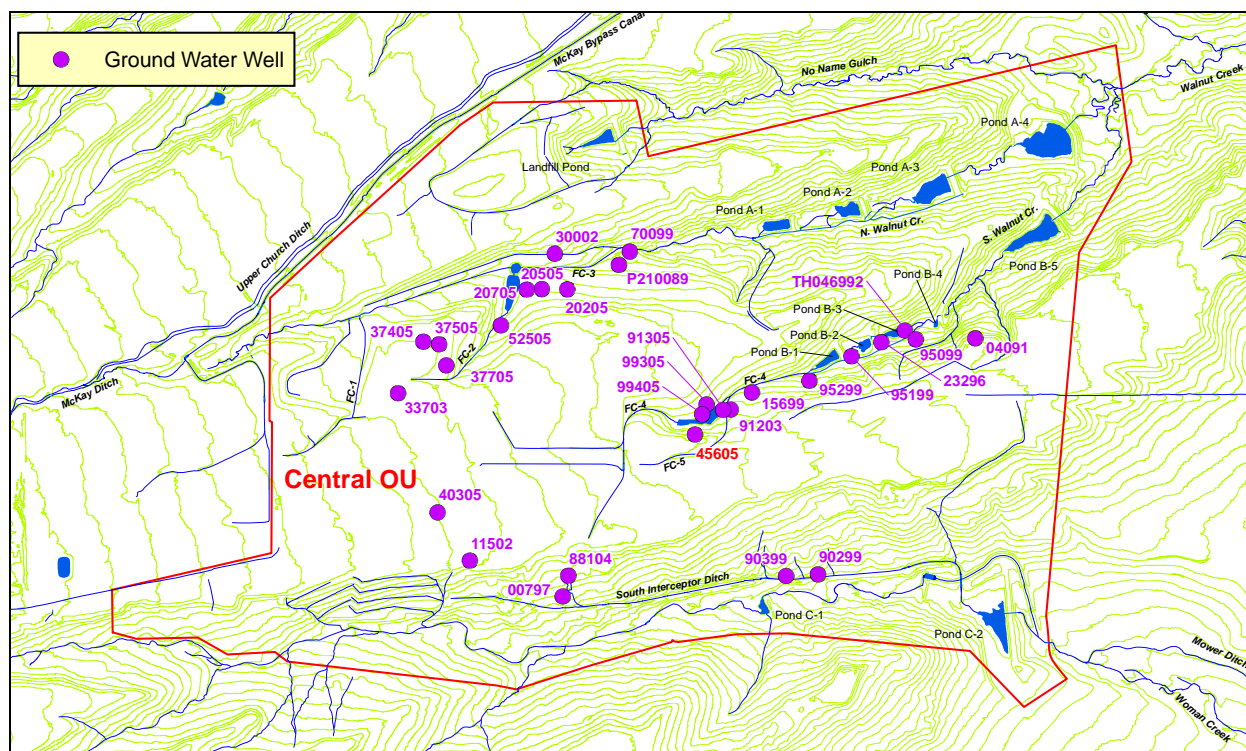 Ground Water Well
McKay Bypass Canal
No Name Gulch
Walnut Creek
Landfill Pond
Pond A-4
Pond A-3
Pond A-2
Pond A-1
N. Walnut Cr.
S. Walnut Cr.
Pond B-5
Upper Church Ditch
30002
70099
FC-3
P210089
20505
20705
20205
TH046992
Pond B-4
Pond B-3
Pond B-2
Pond B-1
37405
37505
52505
FC-2
37705
91305
99305
99405
04091
95099
23296
95199
95299
McKay Ditch
FC-1
33703
FC-4
FC-4
15699
91203
45605
FC-5
Central OU
40305
11502
88104
00797
South Interceptor Ditch
90399
90299
Pond C-1
Pond C-2
Mower Ditch
Woman Creek